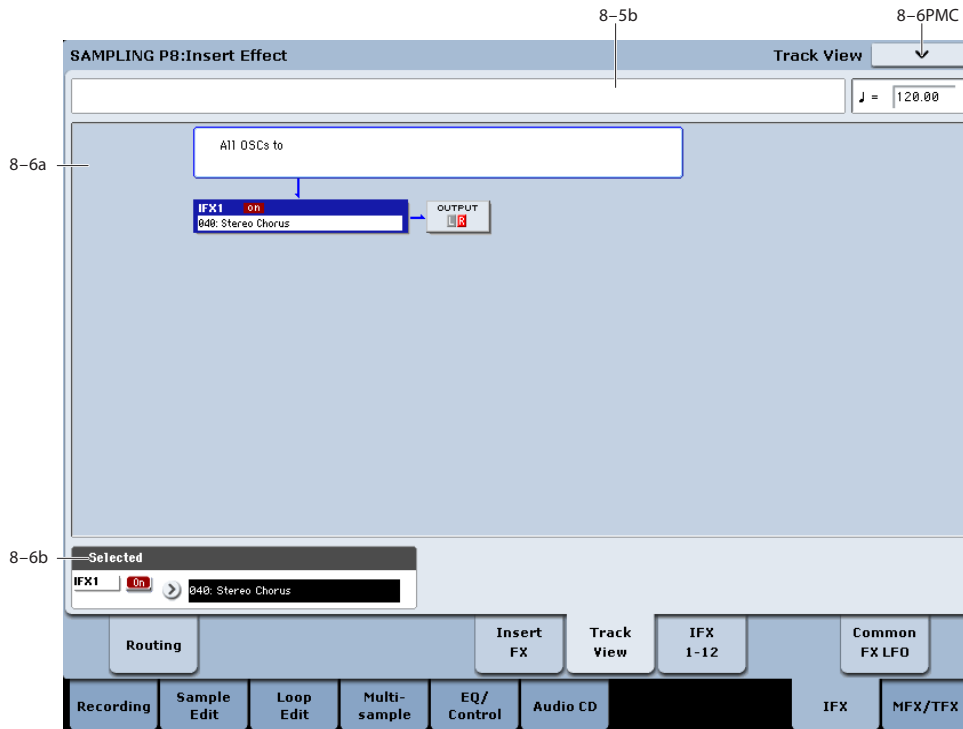 8–5b
8–6PMC
SAMPLING P8:Insert Effect
Track View
♩ = 120.00
8–6a
All OSCs to
IFX1 on
040: Stereo Chorus
OUTPUT
L R
8–6b
Selected
IFX1 On
040: Stereo Chorus
Routing
Insert
FX
Track
View
IFX
1-12
Common
FX LFO
Recording
Sample
Edit
Loop
Edit
Multi-
sample
EQ/
Control
Audio CD
IFX
MFX/TFX